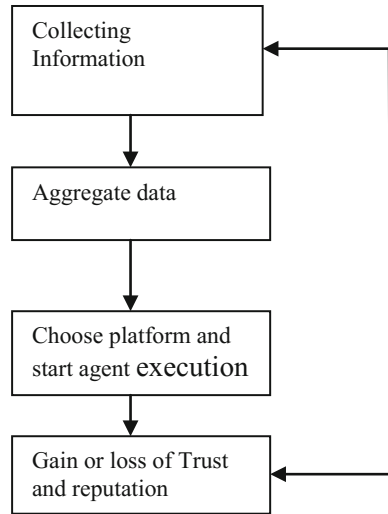 Collecting
Information
Aggregate data
Choose platform and
start agent execution
Gain or loss of Trust
and reputation